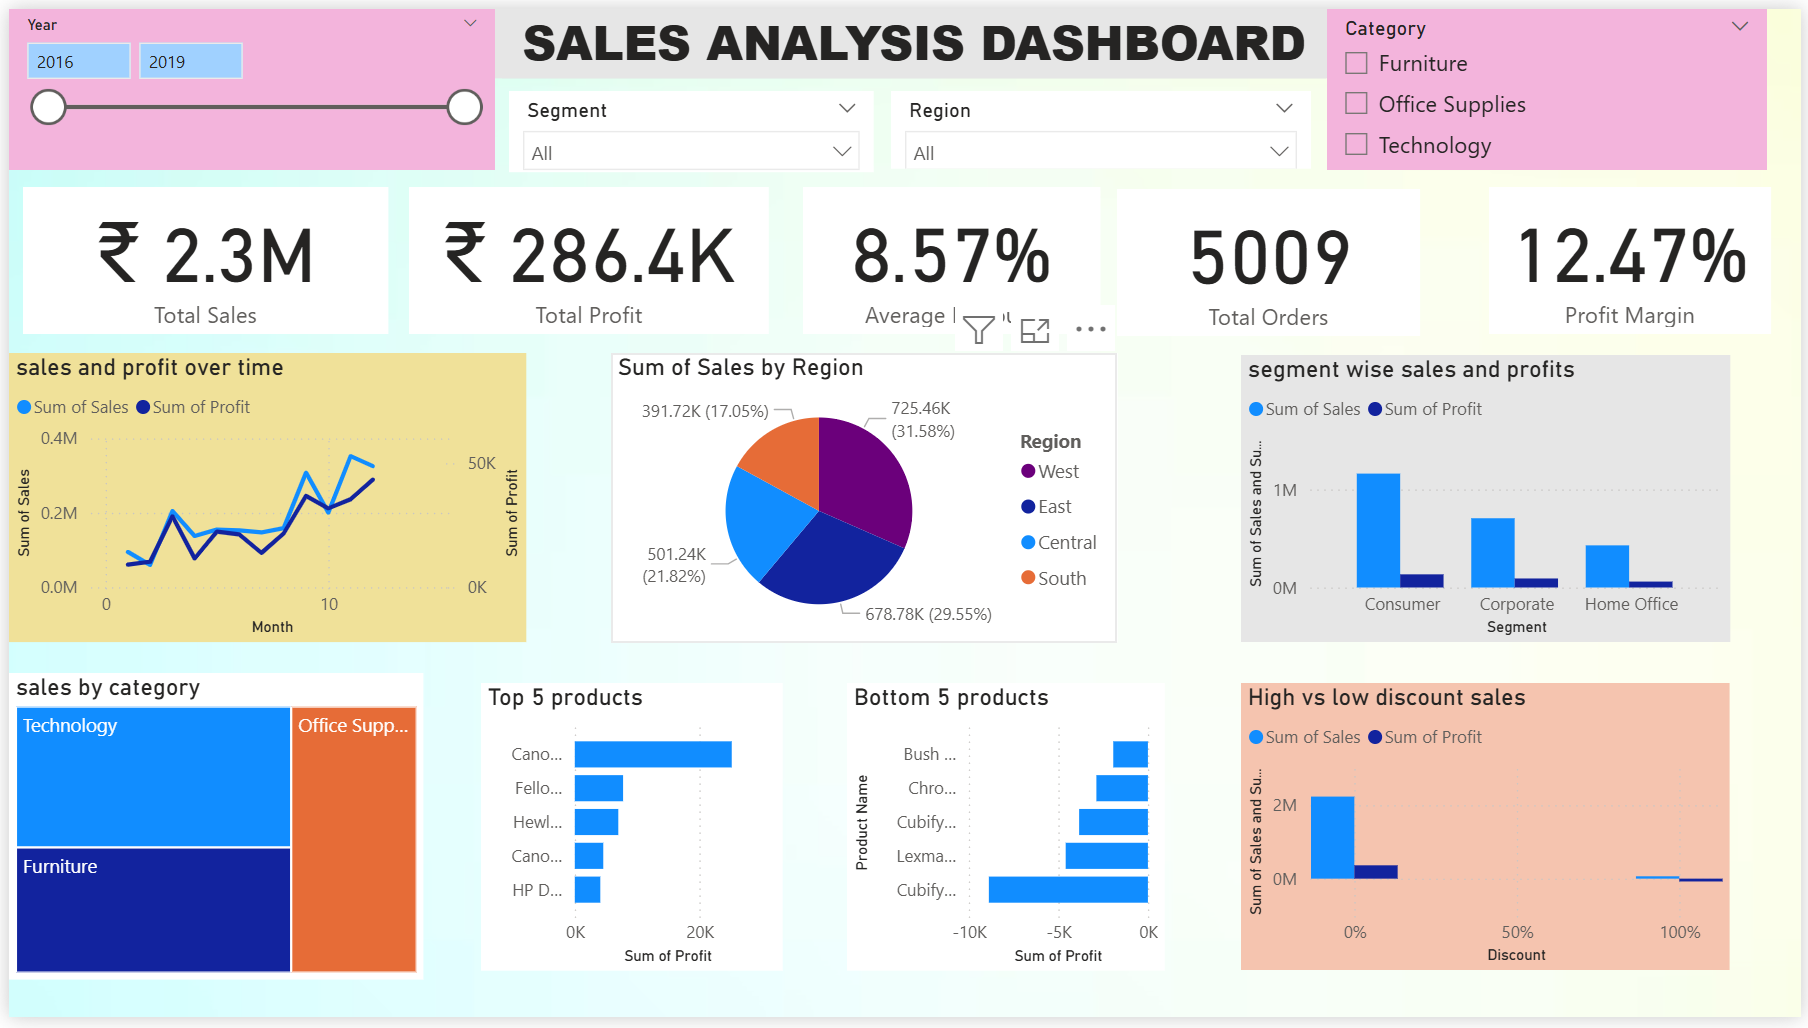 Year
2016 2019
SALES ANALYSIS DASHBOARD
Segment
All
Region
All
Category
Furniture
Office Supplies
Technology
₹ 2.3M
Total Sales
₹ 286.4K
Total Profit
8.57%
Average
5009
Total Orders
12.47%
Profit Margin
sales and profit over time
Sum of Sales Sum of Profit
Sum of Sales
0.4M
0.2M
0.0M
50K
0K
Sum of Profit
0 10
Month
Sum of Sales by Region
391.72K (17.05%)
725.46K
(31.58%)
501.24K
(21.82%)
678.78K (29.55%)
Region
West
East
Central
South
segment wise sales and profits
Sum of Sales Sum of Profit
Sum of Sales and Su...
1M
0M
Consumer Corporate Home Office
Segment
sales by category
Technology
Office Supp...
Furniture
Top 5 products
Cano...
Fello...
Hewl...
Cano...
HP D...
0K 20K
Sum of Profit
Bottom 5 products
Product Name
Bush ...
Chro...
Cubify...
Lexma...
Cubify...
-10K -5K 0K
Sum of Profit
High vs low discount sales
Sum of Sales Sum of Profit
Sum of Sales and Su...
2M
0M
0% 50% 100%
Discount